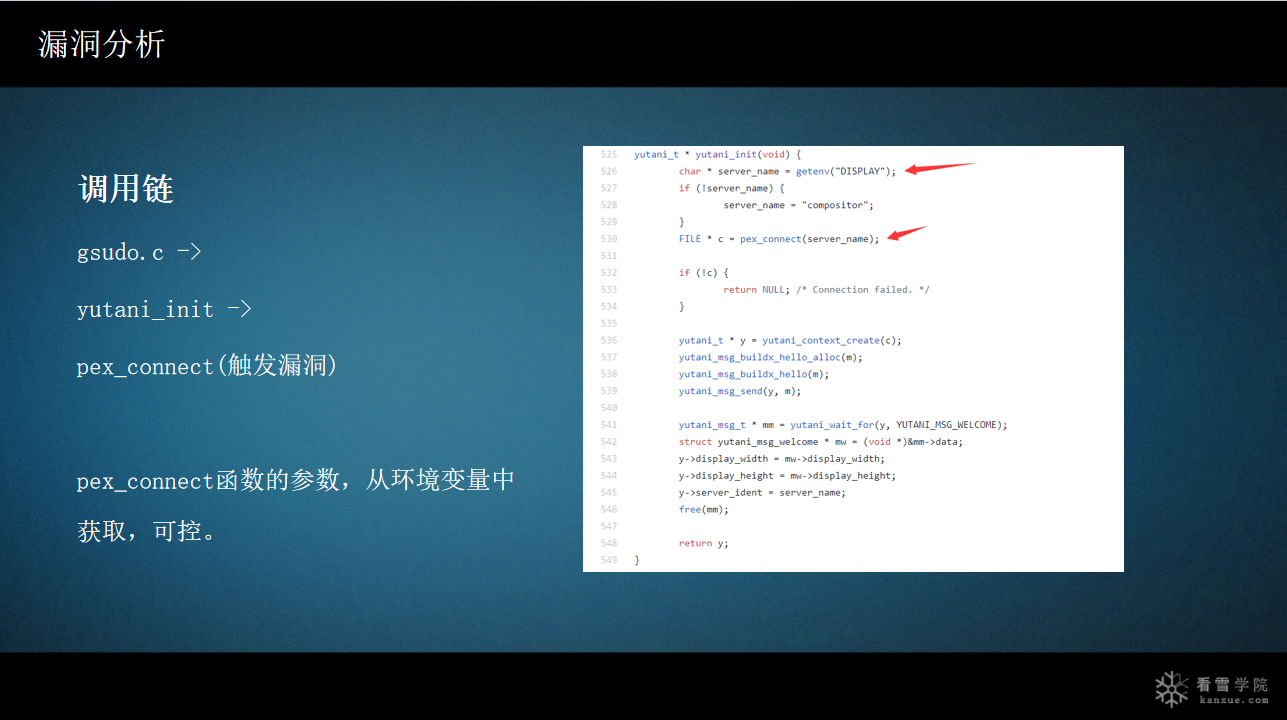 漏洞分析
调用链
gsudo.c ->
yutani_init ->
pex_connect(触发漏洞)
pex_connect函数的参数，从环境变量中
获取，可控。
525 yutani_t * yutani_init(void) {
526 char * server_name = getenv("DISPLAY");
527 if (!server_name) {
528 server_name = "compositor";
529 }
530 FILE * c = pex_connect(server_name);
531
532 if (!c) {
533 return NULL; /* Connection failed. */
534 }
535
536 yutani_t * y = yutani_context_create(c);
537 yutani_msg_buildx_hello_alloc(m);
538 yutani_msg_buildx_hello(m);
539 yutani_msg_send(y, m);
540
541 yutani_msg_t * mm = yutani_wait_for(y, YUTANI_MSG_WELCOME);
542 struct yutani_msg_welcome * mw = (void *)&mm->data;
543 y->display_width = mw->display_width;
544 y->display_height = mw->display_height;
545 y->server_ident = server_name;
546 free(mm);
547
548 return y;
549 }
看雪学院
kanxue.com